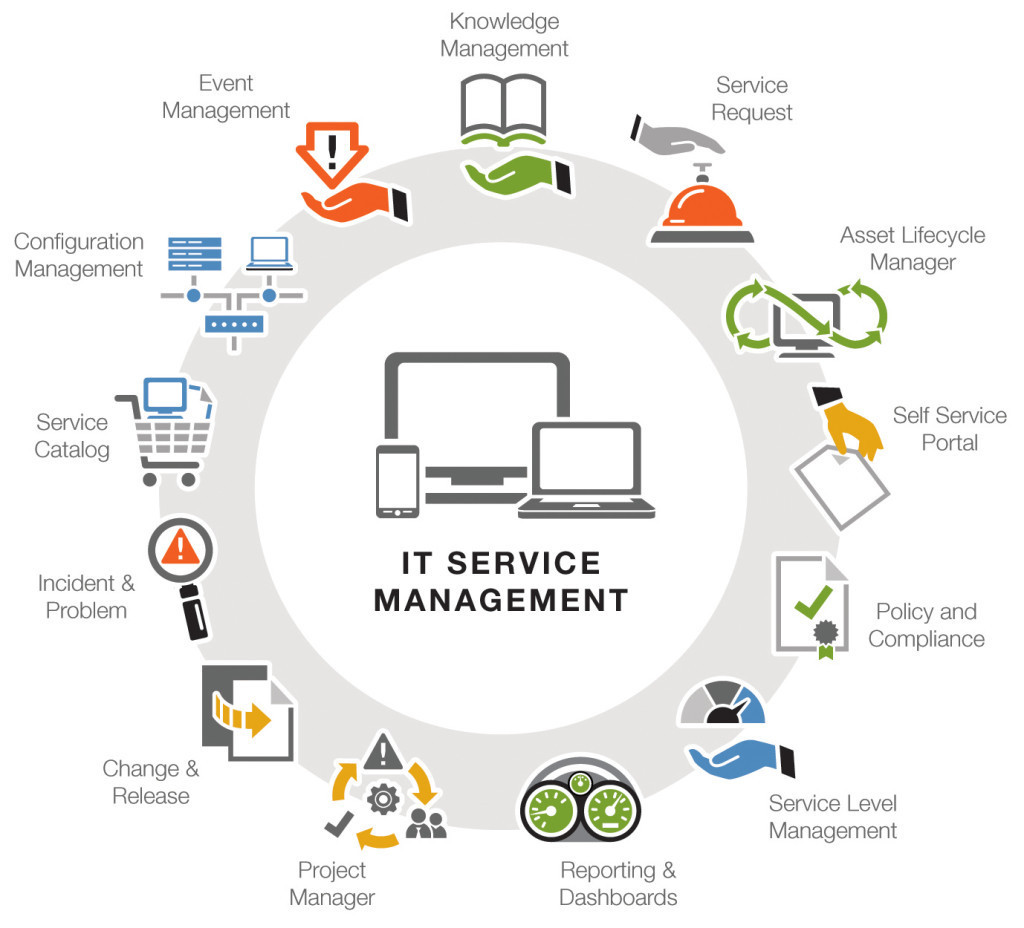 Knowledge
Management
Event
Management
Service
Request
Configuration
Management
Asset Lifecycle
Manager
Service
Catalog
Self Service
Portal
IT SERVICE
MANAGEMENT
Incident &
Problem
Policy and
Compliance
Change &
Release
Service Level
Management
Project
Manager
Reporting &
Dashboards